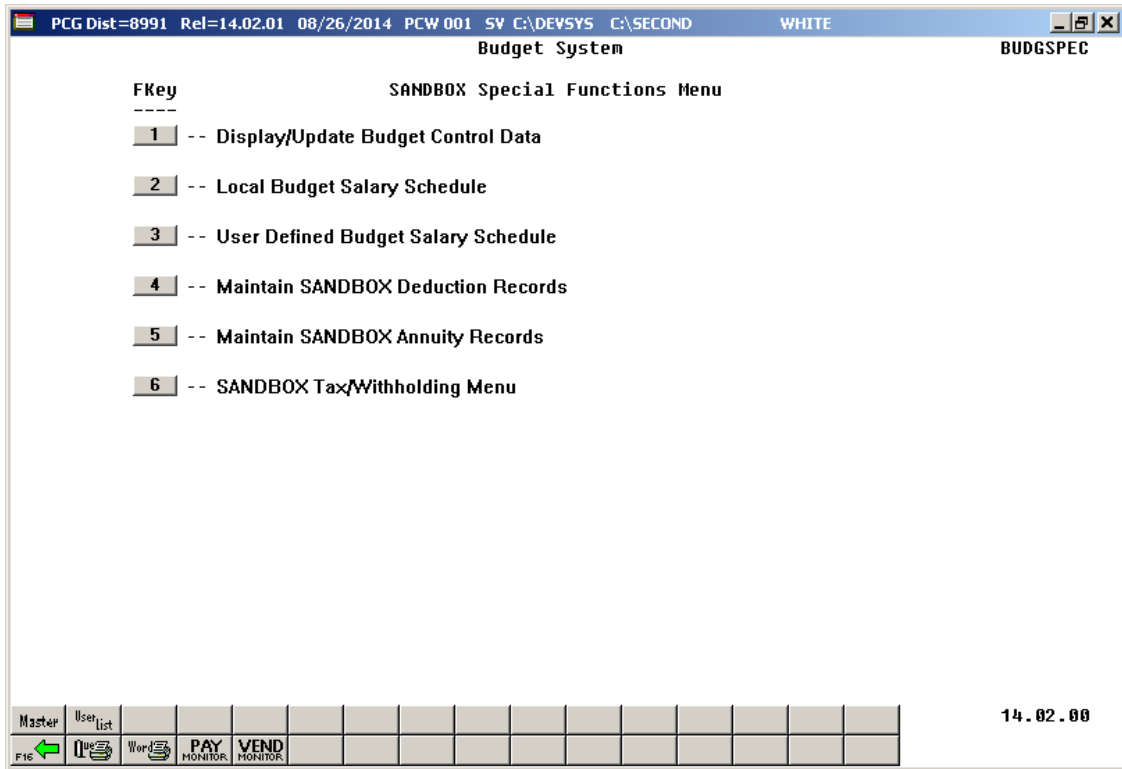 PCG Dist=8991 Rel=14.02.01 08/26/2014 PCW 001 SV C:\DEVSYS C:\SECOND WHITE
Budget System BUDGSPEC
FKey SANDBOX Special Functions Menu
----
1 -- Display/Update Budget Control Data
2 -- Local Budget Salary Schedule
3 -- User Defined Budget Salary Schedule
4 -- Maintain SANDBOX Deduction Records
5 -- Maintain SANDBOX Annuity Records
6 -- SANDBOX Tax/Withholding Menu
Master User List 14.02.00
F16 Que Word PAY MONITOR VEND MONITOR